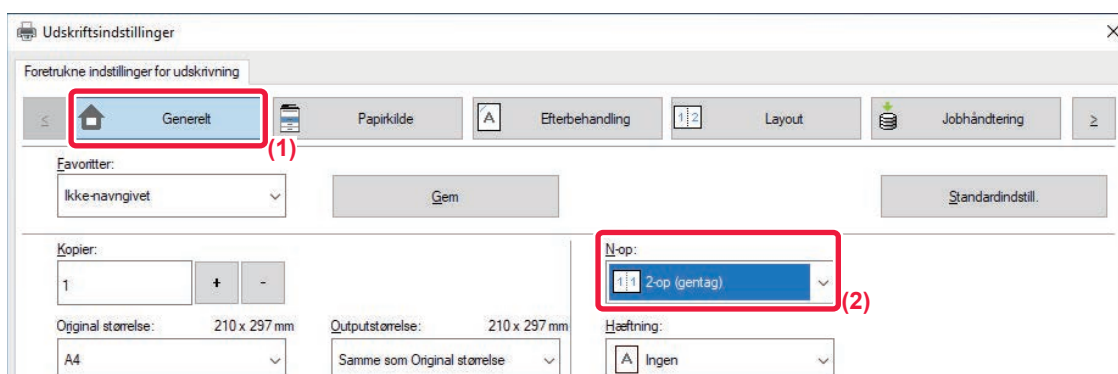 Udskriftsindstillinger
Foretrukne indstillinger for udskrivning
< Generelt Papirkilde Efterbehandling Layout Jobhåndtering >
(1)
Favoritter:
Ikke-navngivet Gem Standardindstill.
Kopier: N-op:
1 + - 2-op (gentag)
(2)
Original størrelse: 210 x 297 mm Outputstørrelse: 210 x 297 mm Hæftning:
A4 Samme som Original størrelse Ingen